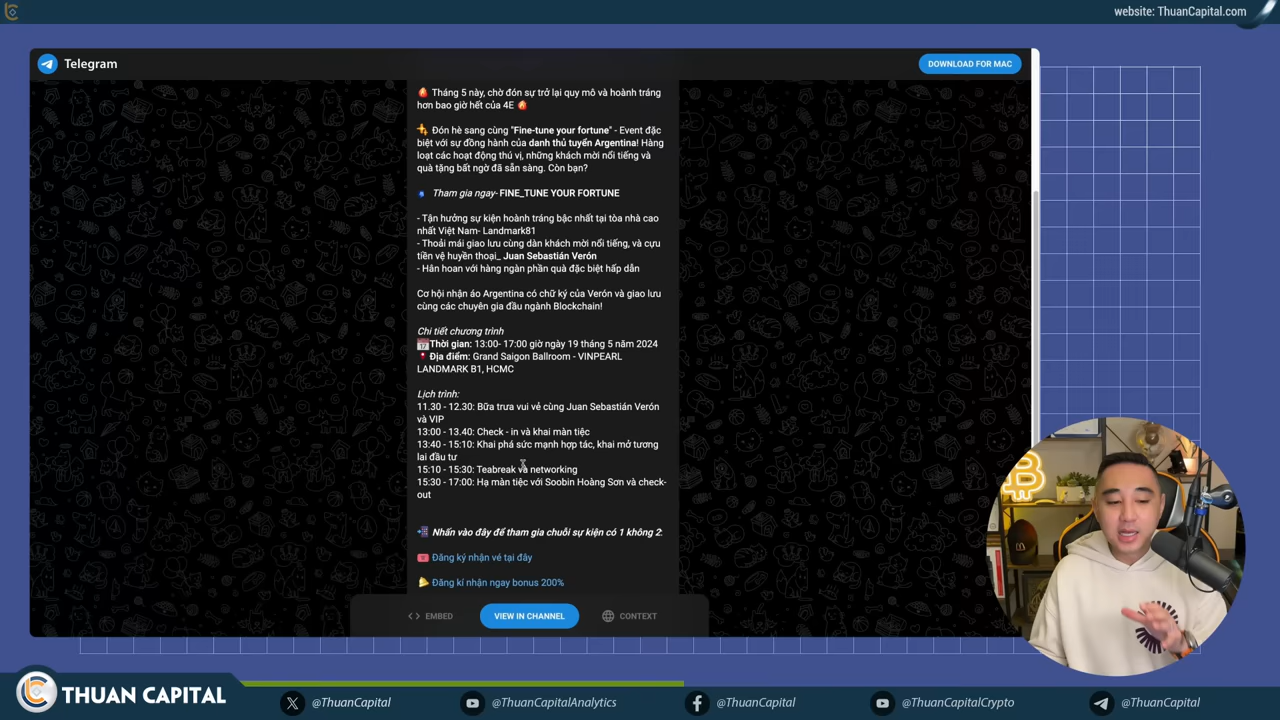 website: ThuanCapital.com
Telegram
DOWNLOAD FOR MAC
Tháng 5 này, chờ đón sự trở lại quy mô và hoành tráng
hơn bao giờ hết của 4E
Đón hè sang cùng "Fine-tune your fortune" - Event đặc
biệt với sự đồng hành của danh thủ tuyển Argentina! Hàng
loạt các hoạt động thú vị, những khách mời nổi tiếng và
quà tặng bất ngờ đã sẵn sàng. Còn bạn?
Tham gia ngay- FINE_TUNE YOUR FORTUNE
- Tận hưởng sự kiện hoành tráng bậc nhất tại tòa nhà cao
nhất Việt Nam- Landmark81
- Thoải mái giao lưu cùng dàn khách mời nổi tiếng, và cựu
tiền vệ huyền thoại_ Juan Sebastián Verón
- Hân hoan với hàng ngàn phần quà đặc biệt hấp dẫn
Cơ hội nhận áo Argentina có chữ ký của Verón và giao lưu
cùng các chuyên gia đầu ngành Blockchain!
Chi tiết chương trình
Thời gian: 13:00- 17:00 giờ ngày 19 tháng 5 năm 2024
Địa điểm: Grand Saigon Ballroom - VINPEARL
LANDMARK B1, HCMC
Lịch trình:
11.30 - 12.30: Bữa trưa vui vẻ cùng Juan Sebastián Verón
và VIP
13:00 - 13.40: Check - in và khai màn tiệc
13:40 - 15:10: Khai phá sức mạnh hợp tác, khai mở tương
lai đầu tư
15:10 - 15:30: Teabreak và networking
15:30 - 17:00: Hạ màn tiệc với Soobin Hoàng Sơn và check-
out
Nhấn vào đây để tham gia chuỗi sự kiện có 1 không 2:
Đăng ký nhận vé tại đây
Đăng kí nhận ngay bonus 200%
EMBED
VIEW IN CHANNEL
CONTEXT
THUAN CAPITAL
@ThuanCapital
@ThuanCapitalAnalytics
@ThuanCapital
@ThuanCapitalCrypto
@ThuanCapital